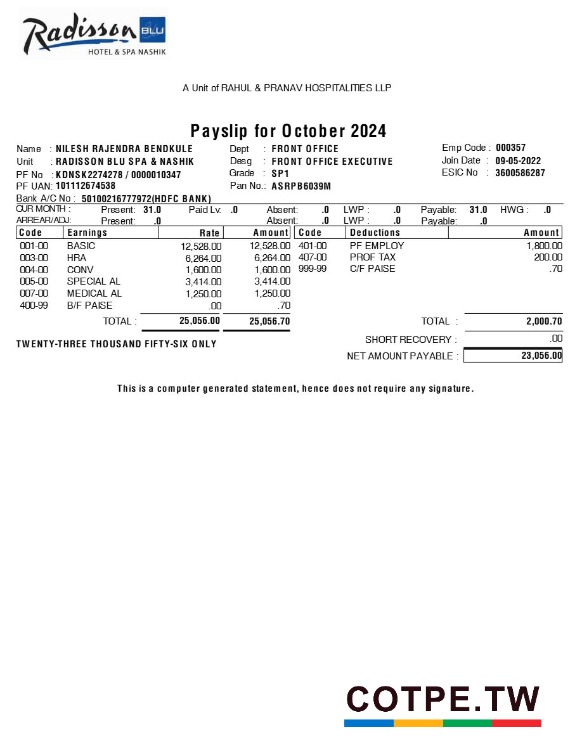 Radisson BLU
HOTEL & SPA NASHIK
A Unit of RAHUL & PRANAV HOSPITALITIES LLP
Payslip for October 2024
Name : NILESH RAJENDRA BENDKULE Dept : FRONT OFFICE Emp Code : 000357
Unit : RADISSON BLU SPA & NASHIK Desg : FRONT OFFICE EXECUTIVE Join Date : 09-05-2022
PF No : KDNSK2274278 / 0000010347 Grade : SP1 ESIC No : 3600586287
PF UAN: 101112674538 Pan No.: ASRPB6039M
Bank A/C No : 50100216777972(HDFC BANK)
CUR MONTH : Present: 31.0 Paid Lv: .0 Absent: .0 LWP : .0 Payable: 31.0 HWG : .0
ARREAR/ADJ: Present: .0 Absent: .0 LWP : .0 Payable: .0
Code Earnings Rate Amount Code Deductions Amount
001-00 BASIC 12,528.00 12,528.00 401-00 PF EMPLOY 1,800.00
003-00 HRA 6,264.00 6,264.00 407-00 PROF TAX 200.00
004-00 CONV 1,600.00 1,600.00 999-99 C/F PAISE .70
005-00 SPECIAL AL 3,414.00 3,414.00
007-00 MEDICAL AL 1,250.00 1,250.00
400-99 B/F PAISE .00 .70
TOTAL : 25,056.00 25,056.70 TOTAL : 2,000.70
SHORT RECOVERY : .00
TWENTY-THREE THOUSAND FIFTY-SIX ONLY
NET AMOUNT PAYABLE : 23,056.00
This is a computer generated statement, hence does not require any signature.
COTPE.TW